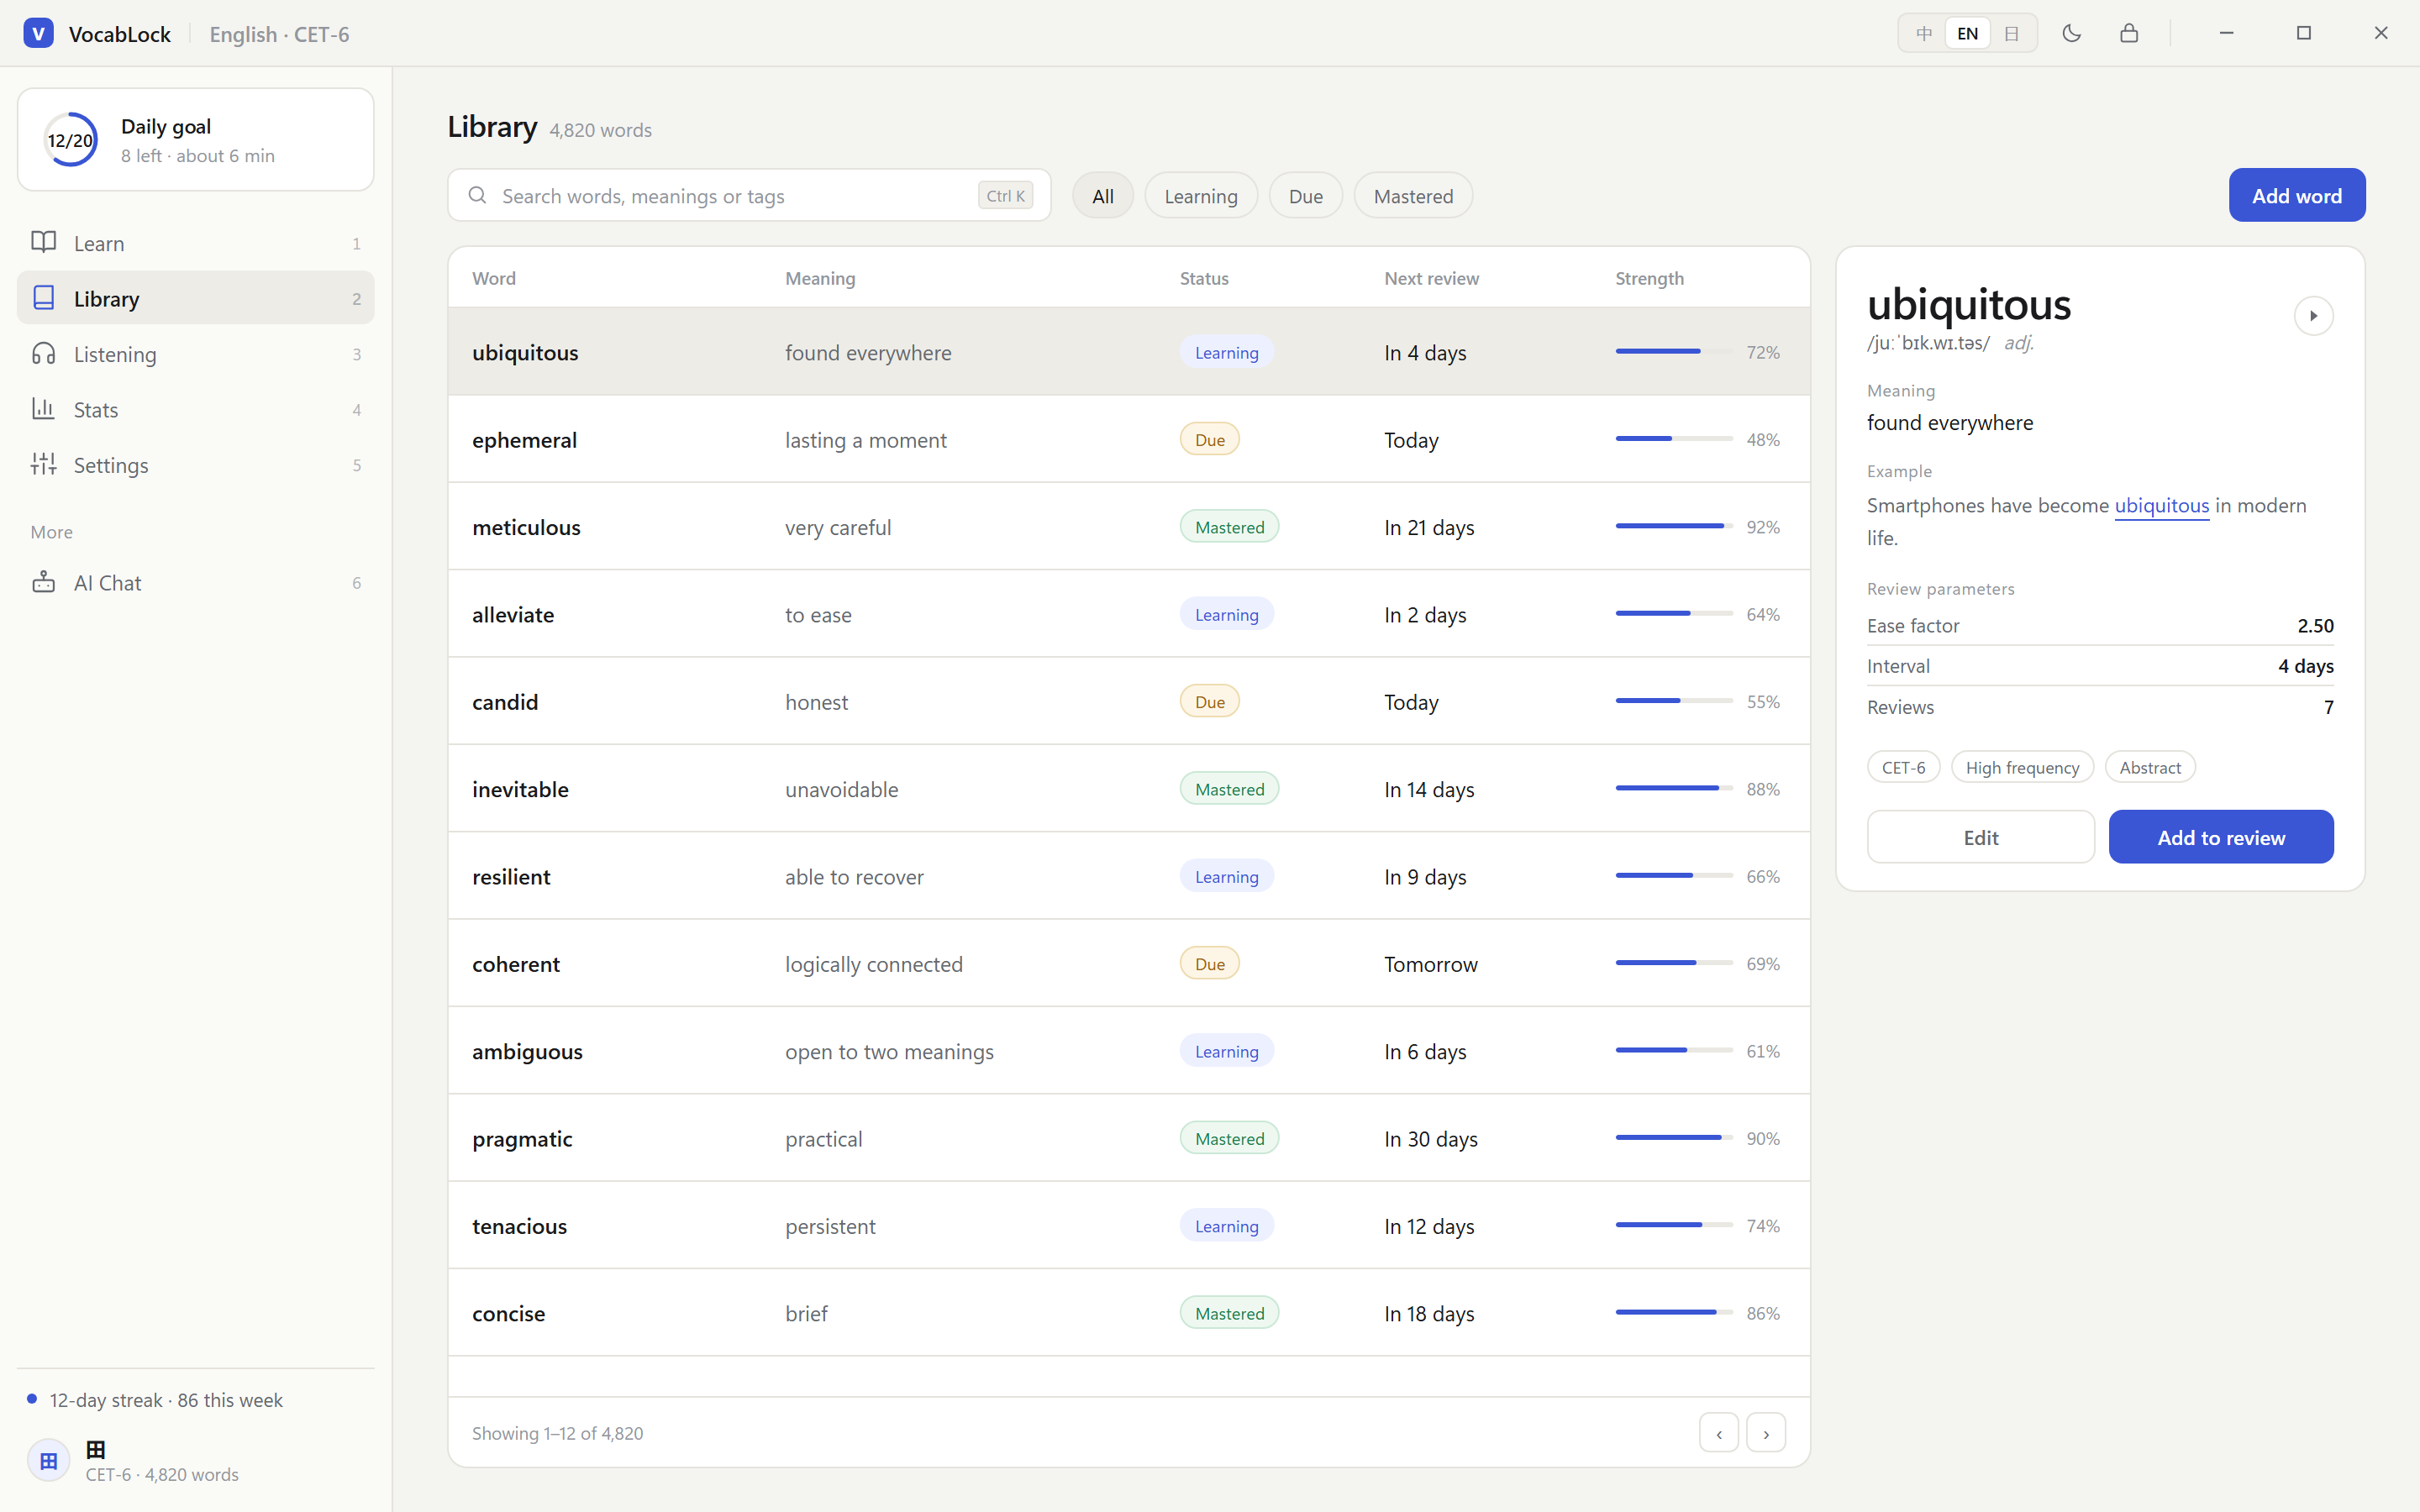 V VocabLock English · CET-6 中 EN 日
12/20 Daily goal
8 left · about 6 min
Learn 1
Library 2
Listening 3
Stats 4
Settings 5
More
AI Chat 6
12-day streak · 86 this week
田 田
CET-6 · 4,820 words
Library 4,820 words
Search words, meanings or tags Ctrl K All Learning Due Mastered Add word
Word Meaning Status Next review Strength
ubiquitous found everywhere Learning In 4 days 72%
ephemeral lasting a moment Due Today 48%
meticulous very careful Mastered In 21 days 92%
alleviate to ease Learning In 2 days 64%
candid honest Due Today 55%
inevitable unavoidable Mastered In 14 days 88%
resilient able to recover Learning In 9 days 66%
coherent logically connected Due Tomorrow 69%
ambiguous open to two meanings Learning In 6 days 61%
pragmatic practical Mastered In 30 days 90%
tenacious persistent Learning In 12 days 74%
concise brief Mastered In 18 days 86%
Showing 1–12 of 4,820 ‹ ›
ubiquitous
/juːˈbɪk.wɪ.təs/ adj.
Meaning
found everywhere
Example
Smartphones have become ubiquitous in modern
life.
Review parameters
Ease factor 2.50
Interval 4 days
Reviews 7
CET-6 High frequency Abstract
Edit Add to review